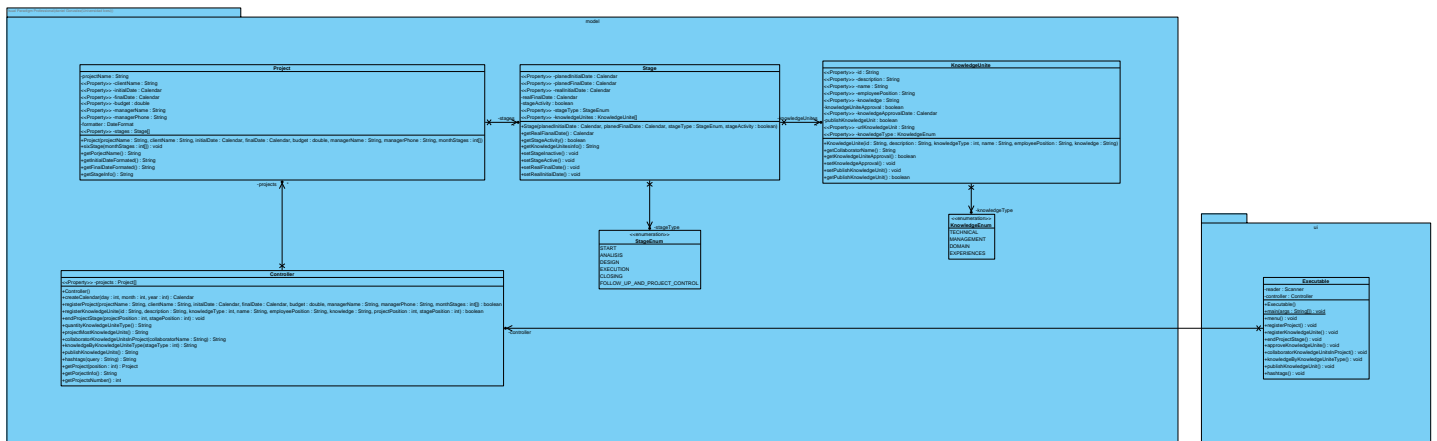 model
Project
-projectName : String
<<Property>> -clientName : String
<<Property>> -initialDate : Calendar
<<Property>> -finalDate : Calendar
<<Property>> -budget : double
<<Property>> -managerName : String
<<Property>> -managerPhone : String
-formatter : DateFormat
<<Property>> -stages : Stage[]
+Project(projectName : String, clientName : String, initialDate : Calendar, finalDate : Calendar, budget : double, managerName : String, managerPhone : String, monthStages : int[])
+sixStage(monthStages : int[]) : void
+getPorjectName() : String
+getInitialDateFormated() : String
+getFinalDateFormated() : String
+getStageInfo() : String
-stages
Stage
<<Property>> -planedInitialDate : Calendar
<<Property>> -planedFinalDate : Calendar
<<Property>> -realInitialDate : Calendar
-realFinalDate : Calendar
-stageActivity : boolean
<<Property>> -stageType : StageEnum
<<Property>> -knowledgeUnites : KnowledgeUnite[]
+Stage(planedInitialDate : Calendar, planedFinalDate : Calendar, stageType : StageEnum, stageActivity : boolean)
+getRealFianalDate() : Calendar
+getStageActivity() : boolean
+getKnowledgeUnitesInfo() : String
+setStageInactive() : void
+setStageActive() : void
+setRealFinalDate() : void
+setRealInitialDate() : void
KnowledgeUnite
<<Property>> -id : String
<<Property>> -description : String
<<Property>> -name : String
<<Property>> -employeePosition : String
<<Property>> -knowledge : String
-knowledgeUniteApproval : boolean
<<Property>> -knowledgeApprovalDate : Calendar
-publishKnowledgeUnit : boolean
<<Property>> -urlKnowledgeUnit : String
<<Property>> -knowledgeType : KnowledgeEnum
+KnowledgeUnite(id : String, description : String, knowledgeType : int, name : String, employeePosition : String, knowledge : String)
+getColaboratorName() : String
+getKnowledgeUniteApproval() : boolean
+setKnowledgeApproval() : void
+setPublishKnowledgeUnit() : void
+getPublishKnowledgeUnit() : boolean
-projects
*
-stageType
<<enumeration>>
StageEnum
START
ANALISIS
DESIGN
EXECUTION
CLOSING
FOLLOW_UP_AND_PROJECT_CONTROL
-knowledgeType
<<enumeration>>
KnowledgeEnum
TECHNICAL
MANAGEMENT
DOMAIN
EXPERIENCES
Controller
<<Property>> -projects : Project[]
+Controller()
+createCalendar(day : int, month : int, year : int) : Calendar
+registerProject(projectName : String, clientName : String, initalDate : Calendar, finalDate : Calendar, budget : double, managerName : String, managerPhone : String, monthStages : int[]) : boolean
+registerKnowledgeUnite(id : String, description : String, knowledgeType : int, name : String, employeePosition : String, knowledge : String, projectPosition : int, stagePosition : int) : boolean
+endProjectStage(projectPosition : int, stagePosition : int) : void
+quantityKnowledgeUniteType() : String
+projectMostKnowledgeUnits() : String
+collaboratorKnowledgeUnitsInProject(collaboratorName : String) : String
+knowledgeByKnowledgeUniteType(stageType : int) : String
+publishKnowledgeUnits() : String
+hashtags(query : String) : String
+getProject(position : int) : Project
+getPorjectInfo() : String
+getProjectsNumber() : int
-controller
ui
Executable
-reader : Scanner
-controller : Controller
+Executable()
+main(args : String[]) : void
+menu() : void
+registerProject() : void
+registerKnowledgeUnite() : void
+endProjectStage() : void
+approveKnowledgeUnite() : void
+collaboratorKnowledgeUnitsInProject() : void
+knowledgeByKnowledgeUniteType() : void
+publishKnowledgeUnit() : void
+hashtags() : void